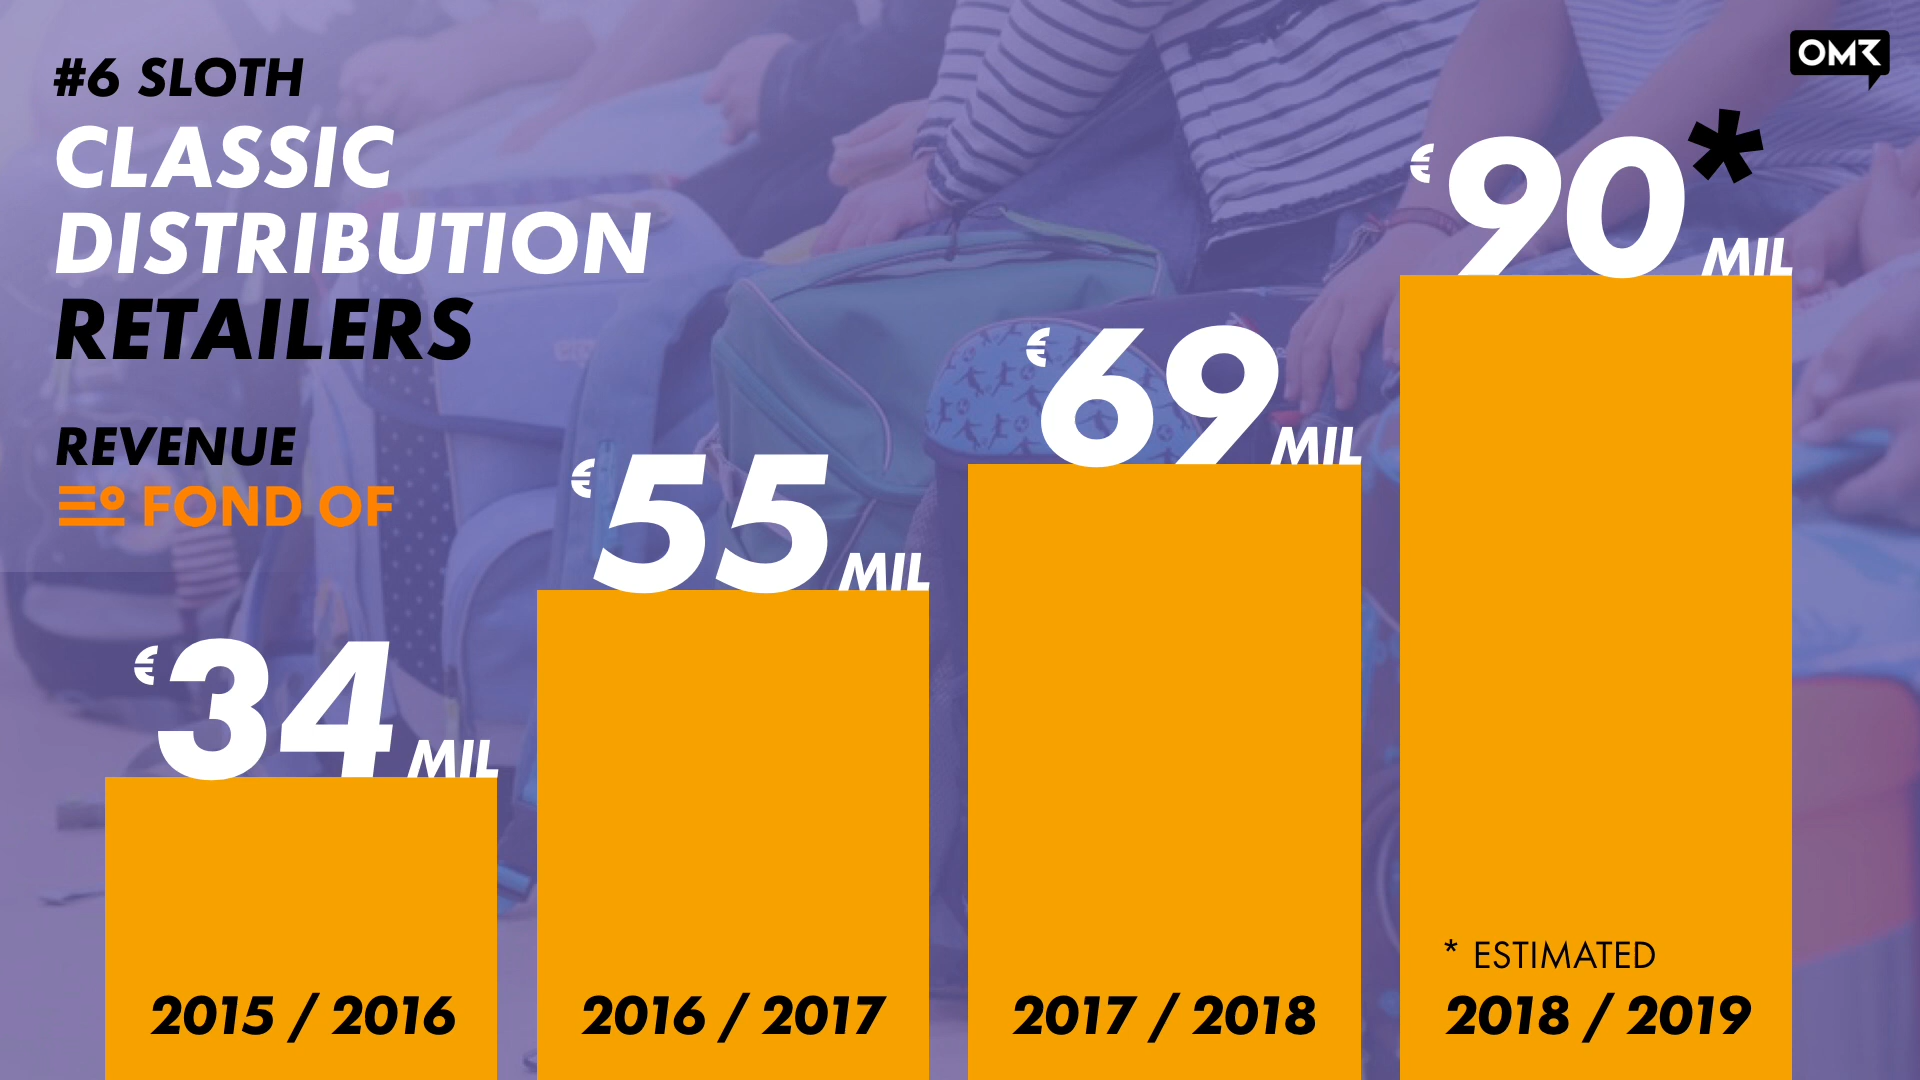 #6 SLOTH
CLASSIC
DISTRIBUTION
RETAILERS
REVENUE
FOND OF
OMR
€34 MIL
€55 MIL
€69 MIL
€90* MIL
* ESTIMATED
2015 / 2016
2016 / 2017
2017 / 2018
2018 / 2019